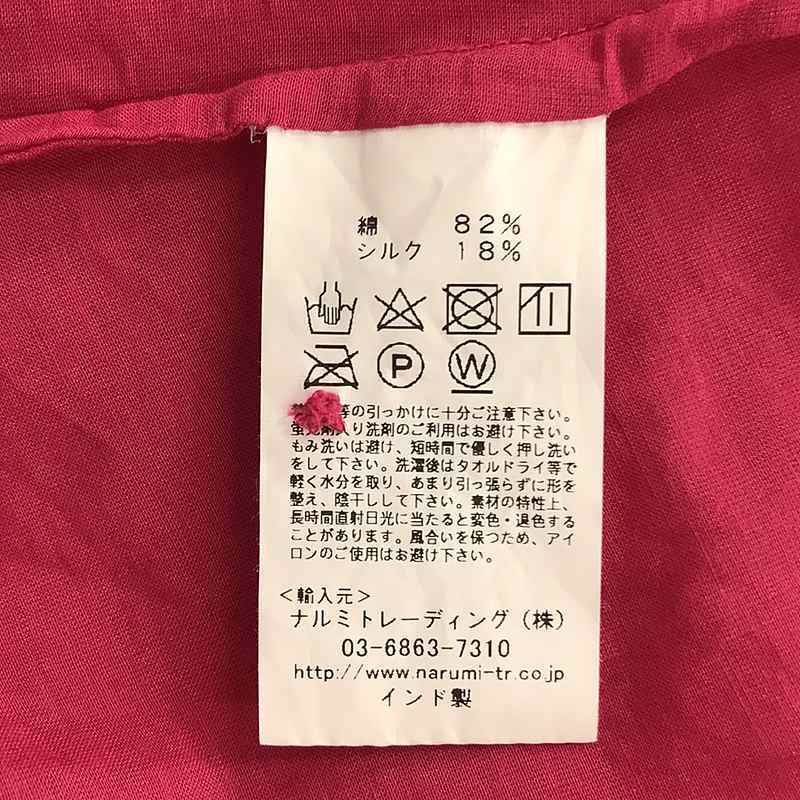 綿 82%
シルク 18%
P W
等の引っかけに十分ご注意下さい。
蛍光剤入り洗剤のご利用はお避け下さい。
もみ洗いは避け、短時間で優しく押し洗い
をして下さい。洗濯後はタオルドライ等で
軽く水分を取り、あまり引っ張らずに形を
整え、陰干しして下さい。素材の特性上、
長時間直射日光に当たると変色・退色する
ことがあります。風合いを保つため、アイ
ロンのご使用はお避け下さい。
<輸入元>
ナルミトレーディング(株)
03-6863-7310
http://www.narumi-tr.co.jp
インド製